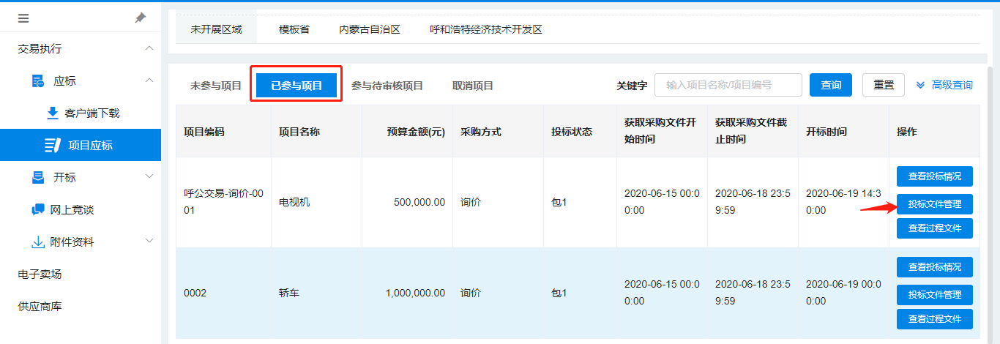 未开展区域 模板省 内蒙古自治区 呼和浩特经济技术开发区
交易执行
应标
客户端下载
项目应标
开标
网上竞谈
附件资料
电子卖场
供应商库
未参与项目 已参与项目 参与待审核项目 取消项目 关键字 输入项目名称/项目编号 查询 重置 高级查询
项目编码 项目名称 预算金额(元) 采购方式 投标状态 获取采购文件开始时间 获取采购文件截止时间 开标时间 操作
呼公交易-询价-0001 电视机 500,000.00 询价 包1 2020-06-15 00:00:00 2020-06-18 23:59:59 2020-06-19 14:30:00 查看投标情况
投标文件管理
查看过程文件
0002 轿车 1,000,000.00 询价 包1 2020-06-15 00:00:00 2020-06-18 23:59:59 2020-06-19 00:00:00 查看投标情况
投标文件管理
查看过程文件